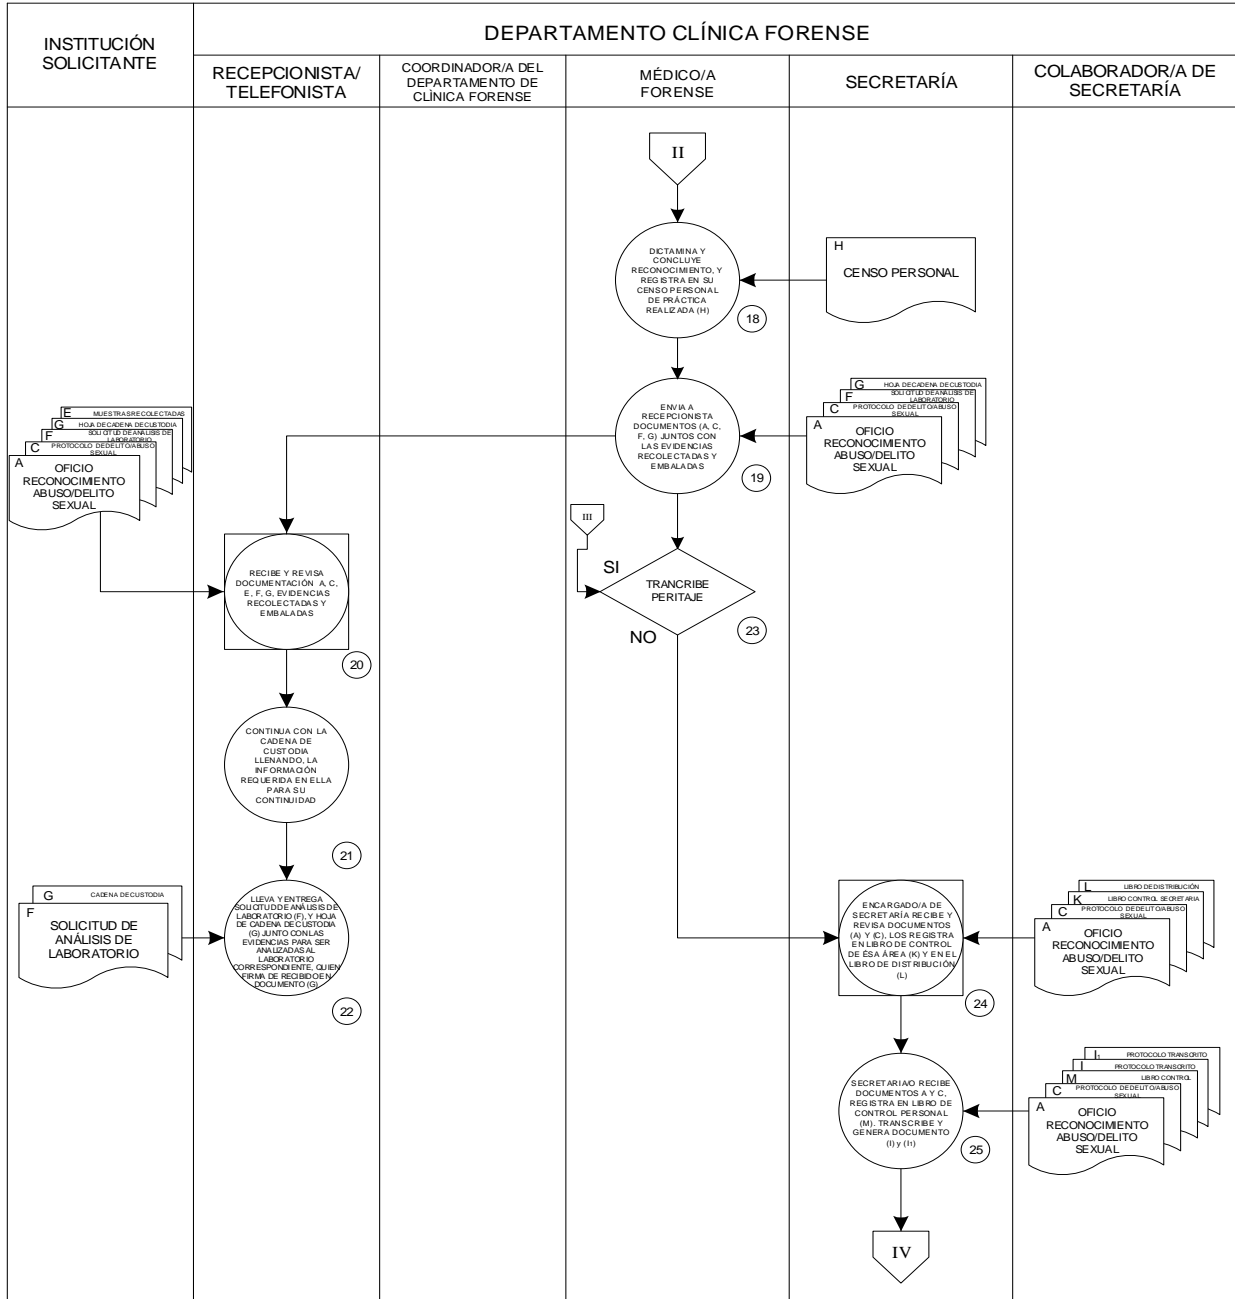 INSTITUCIÓN
SOLICITANTE
DEPARTAMENTO CLÍNICA FORENSE
RECEPCIONISTA/
TELEFONISTA
COORDINADOR/A DEL
DEPARTAMENTO DE
CLÌNICA FORENSE
MÉDICO/A
FORENSE
SECRETARÍA
COLABORADOR/A DE
SECRETARÍA
II
DICTAMINA Y
CONCLUYE
RECONOCIMIENTO, Y
REGISTRA EN SU
CENSO PERSONAL
DE PRÁCTICA
REALIZADA (H)
18
H
CENSO PERSONAL
ENVIA A
RECEPCIONISTA
DOCUMENTOS (A, C,
F, G) JUNTOS CON
LAS EVIDENCIAS
RECOLECTADAS Y
EMBALADAS
19
G
HOJA DE CADENA DE CUSTODIA
F
SOLICITUD DE ANÁLISIS DE
LABORATORIO
C
PROTOCOLO DE DELITO/ABUSO
SEXUAL
A
OFICIO
RECONOCIMIENTO
ABUSO/DELITO
SEXUAL
E
MUESTRAS RECOLECTADAS
G
HOJA DE CADENA DE CUSTODIA
F
SOLICITUD DE ANALISIS DE
LABORATORIO
C
PROTOCOLO DE DELITO/ABUSO
SEXUAL
A
OFICIO
RECONOCIMIENTO
ABUSO/DELITO
SEXUAL
III
RECIBE Y REVISA
DOCUMENTACIÓN A, C,
E, F, G, EVIDENCIAS
RECOLECTADAS Y
EMBALADAS
20
SI
TRANCRIBE
PERITAJE
NO
23
CONTINUA CON LA
CADENA DE
CUSTODIA
LLENANDO, LA
INFORMACIÓN
REQUERIDA EN ELLA
PARA SU
CONTINUIDAD
21
G
CADENA DE CUSTODIA
F
SOLICITUD DE
ANÁLISIS DE
LABORATORIO
LLEVA Y ENTREGA
SOLICITUD DE ANÁLISIS DE
LABORATORIO (F), Y HOJA
DE CADENA DE CUSTODIA
(G) JUNTO CON LAS
EVIDENCIAS PARA SER
ANALIZADAS AL
LABORATORIO
CORRESPONDIENTE, QUIEN
FIRMA DE RECIBIDO EN
DOCUMENTO (G)
22
ENCARGADO/A DE
SECRETARÍA RECIBE Y
REVISA DOCUMENTOS
(A) Y (C), LOS REGISTRA
EN LIBRO DE CONTROL
DE ÉSA ÁREA (K) Y EN EL
LIBRO DE DISTRIBUCIÓN
(L)
24
L
LIBRO DE DISTRIBUCIÓN
K
LIBRO CONTROL SECRETARIA
C
PROTOCOLO DE DELITO/ABUSO
SEXUAL
A
OFICIO
RECONOCIMIENTO
ABUSO/DELITO
SEXUAL
SECRETARIA/O RECIBE
DOCUMENTOS A Y C,
REGISTRA EN LIBRO DE
CONTROL PERSONAL
(M). TRANSCRIBE Y
GENERA DOCUMENTO
(I) y (I1)
25
I1
PROTOCOLO TRANSCRITO
I
PROTOCOLO TRANSCRITO
M
LIBRO CONTROL
C
PROTOCOLO DE DELITO/ABUSO
SEXUAL
A
OFICIO
RECONOCIMIENTO
ABUSO/DELITO
SEXUAL
IV